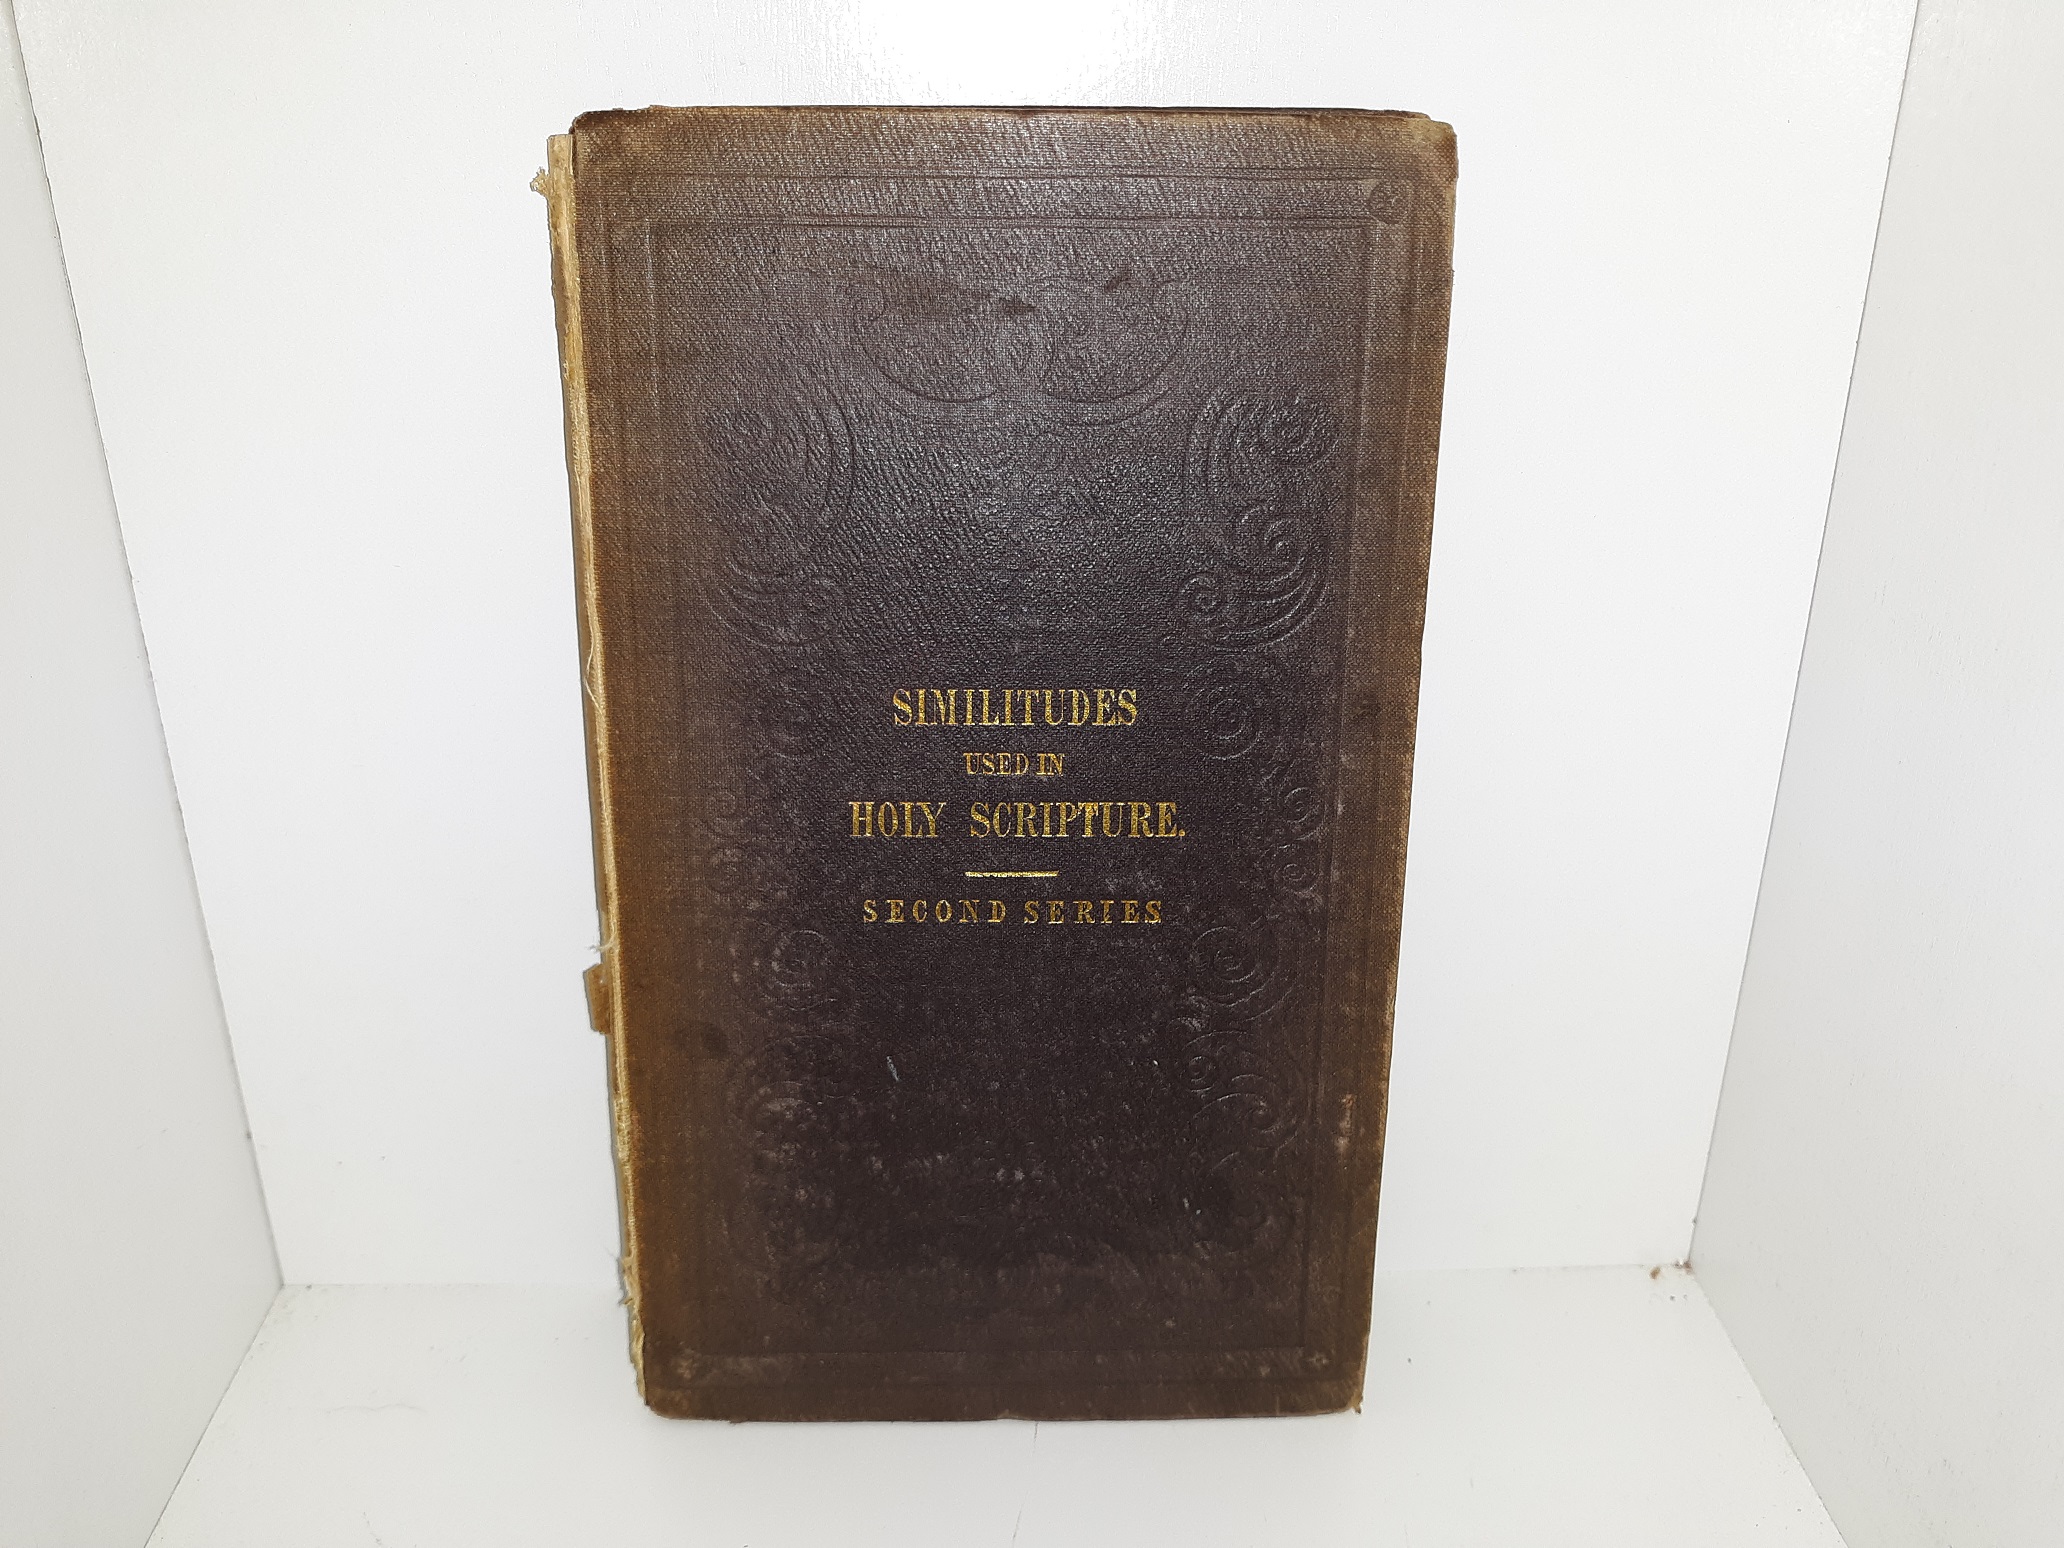 SIMILITUDES
USED IN
HOLY SCRIPTURE.
SECOND SERIES